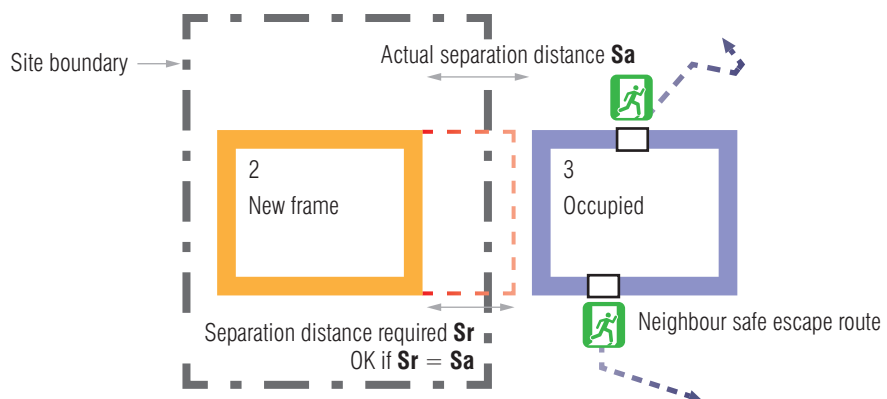 Site boundary
Actual separation distance Sa
2
New frame
3
Occupied
Separation distance required Sr
OK if Sr = Sa
Neighbour safe escape route